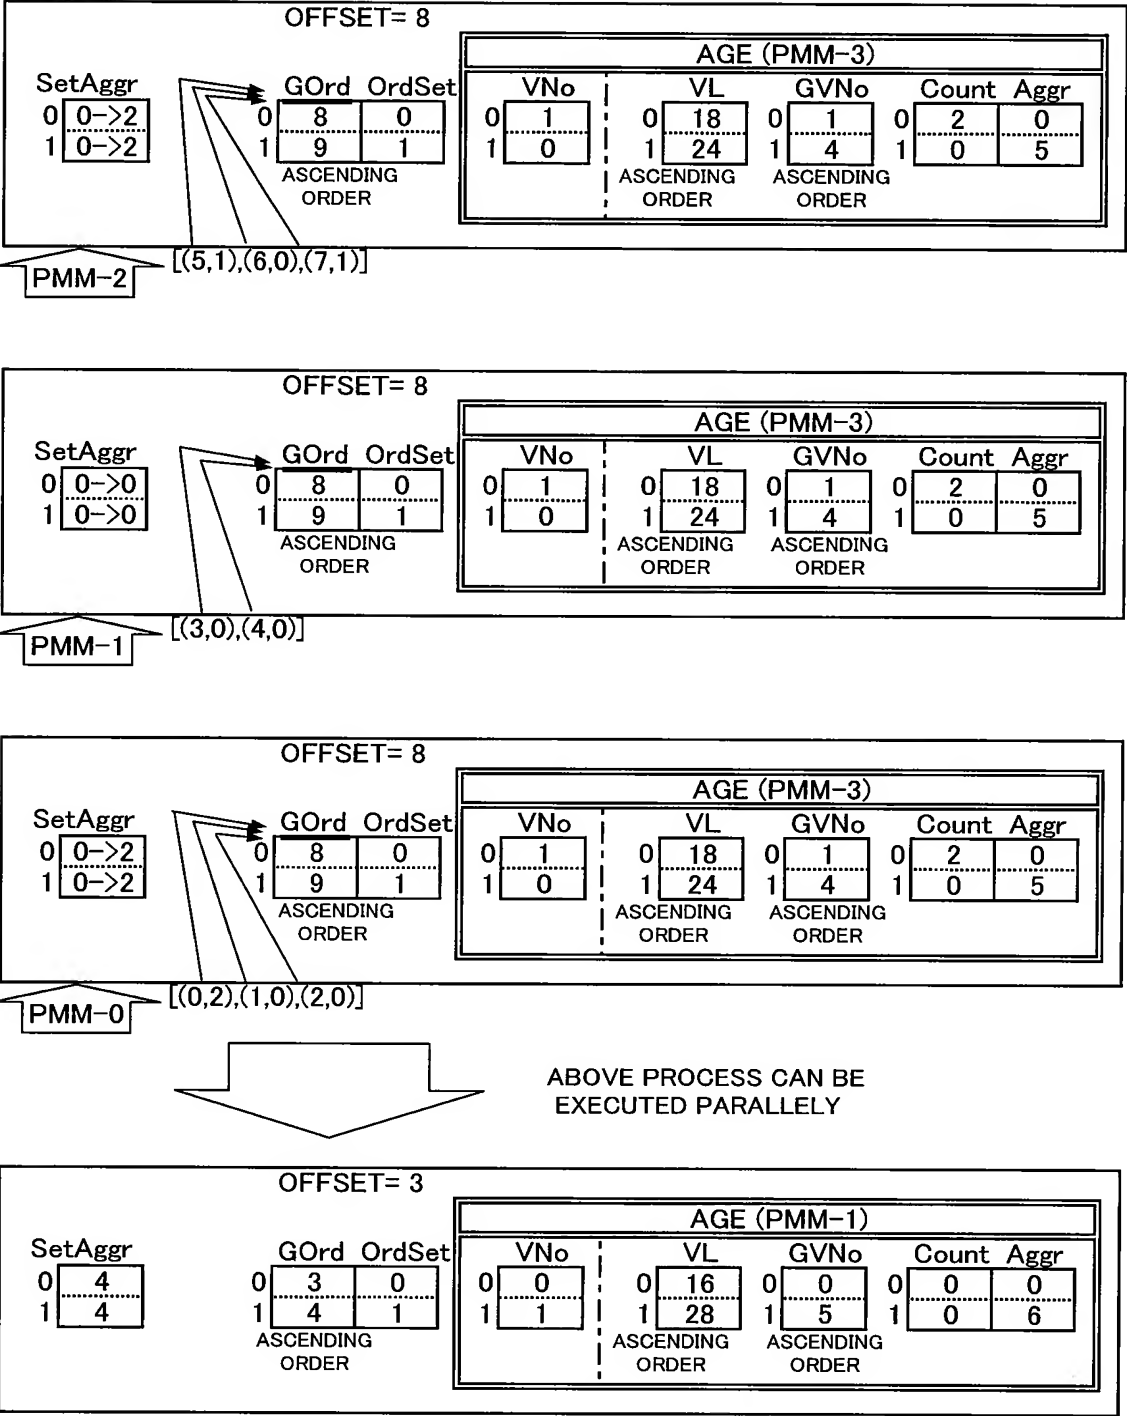 OFFSET= 8
AGE (PMM-3)
SetAggr GOrd OrdSet VNo VL GVNo Count Aggr
0 0->2 0 8 0 0 1 0 18 0 1 0 2 0
1 0->2 1 9 1 1 0 1 24 1 4 1 0 5
ASCENDING ORDER ASCENDING ORDER ASCENDING ORDER
PMM-2 [(5,1),(6,0),(7,1)]
OFFSET= 8
AGE (PMM-3)
SetAggr GOrd OrdSet VNo VL GVNo Count Aggr
0 0->0 0 8 0 0 1 0 18 0 1 0 2 0
1 0->0 1 9 1 1 0 1 24 1 4 1 0 5
ASCENDING ORDER ASCENDING ORDER ASCENDING ORDER
PMM-1 [(3,0),(4,0)]
OFFSET= 8
AGE (PMM-3)
SetAggr GOrd OrdSet VNo VL GVNo Count Aggr
0 0->2 0 8 0 0 1 0 18 0 1 0 2 0
1 0->2 1 9 1 1 0 1 24 1 4 1 0 5
ASCENDING ORDER ASCENDING ORDER ASCENDING ORDER
PMM-0 [(0,2),(1,0),(2,0)]
ABOVE PROCESS CAN BE
EXECUTED PARALLELY
OFFSET= 3
AGE (PMM-1)
SetAggr GOrd OrdSet VNo VL GVNo Count Aggr
0 4 0 3 0 0 0 0 16 0 0 0 0 0
1 4 1 4 1 1 1 1 28 1 5 1 0 6
ASCENDING ORDER ASCENDING ORDER ASCENDING ORDER